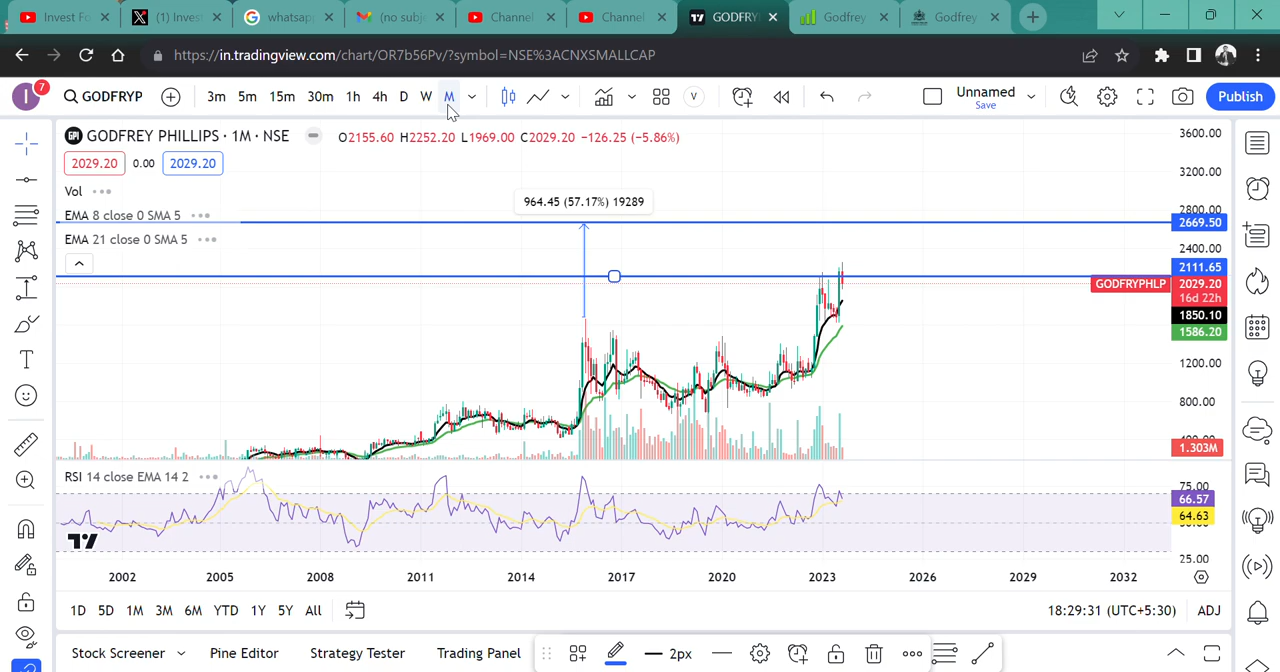 Invest Fo
(1) Invest
whatsapp
(no subje
Channel
Channel
GODFRY
Godfrey
Godfrey
https://in.tradingview.com/chart/OR7b56Pv/?symbol=NSE%3ACNXSMALLCAP
I 7 GODFRYP 3m 5m 15m 30m 1h 4h D W M V Unnamed Save Publish
GPI GODFREY PHILLIPS · 1M · NSE O2155.60 H2252.20 L1969.00 C2029.20 −126.25 (−5.86%)
2029.20 0.00 2029.20
Vol
EMA 8 close 0 SMA 5
EMA 21 close 0 SMA 5
964.45 (57.17%) 19289
3600.00
3200.00
2800.00
2669.50
2400.00
2111.65
GODFRYPHLP 2029.20
16d 22h
1850.10
1586.20
1200.00
800.00
1.303M
RSI 14 close EMA 14 2
75.00
66.57
64.63
25.00
2002 2005 2008 2011 2014 2017 2020 2023 2026 2029 2032
1D 5D 1M 3M 6M YTD 1Y 5Y All 18:29:31 (UTC+5:30) ADJ
Stock Screener Pine Editor Strategy Tester Trading Panel 2px